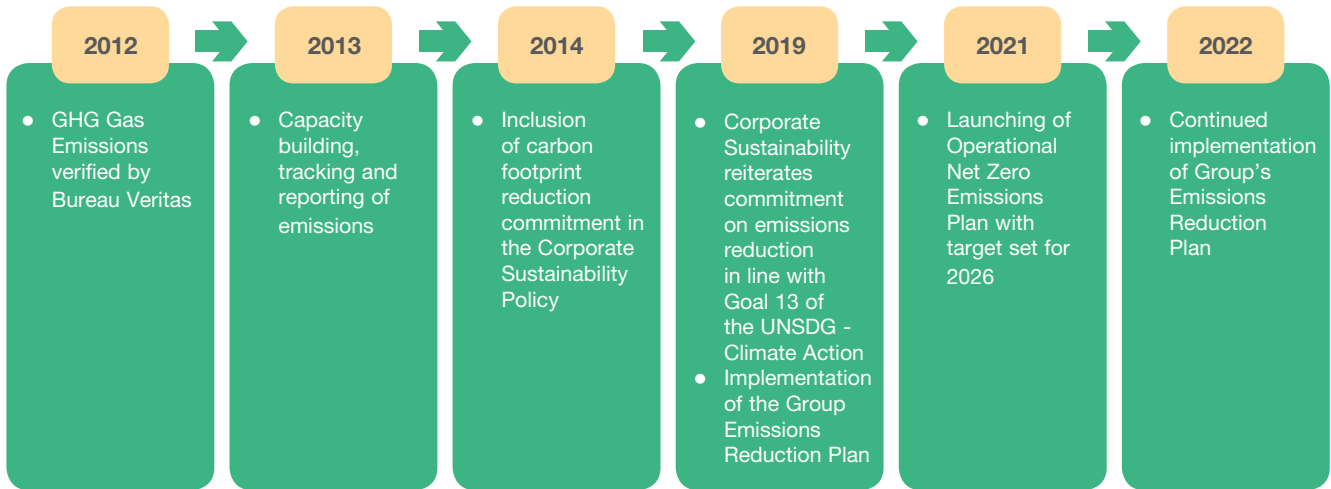 2012
● GHG Gas
Emissions
verified by
Bureau Veritas
2013
● Capacity
building,
tracking and
reporting of
emissions
2014
● Inclusion
of carbon
footprint
reduction
commitment in
the Corporate
Sustainability
Policy
2019
● Corporate
Sustainability
reiterates
commitment
on emissions
reduction
in line with
Goal 13 of
the UNSDG -
Climate Action
● Implementation
of the Group
Emissions
Reduction Plan
2021
● Launching of
Operational
Net Zero
Emissions
Plan with
target set for
2026
2022
● Continued
implementation
of Group’s
Emissions
Reduction
Plan